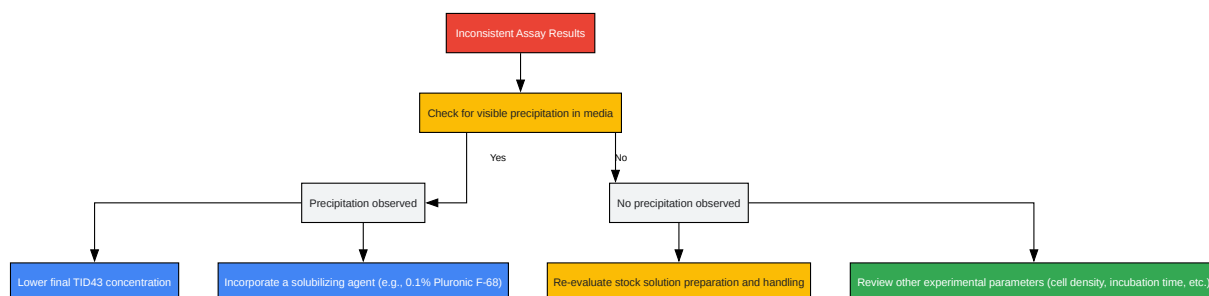 Inconsistent Assay Results
Check for visible precipitation in media
Yes
No
Precipitation observed
No precipitation observed
Lower final TID43 concentration
Incorporate a solubilizing agent (e.g., 0.1% Pluronic F-68)
Re-evaluate stock solution preparation and handling
Review other experimental parameters (cell density, incubation time, etc.)